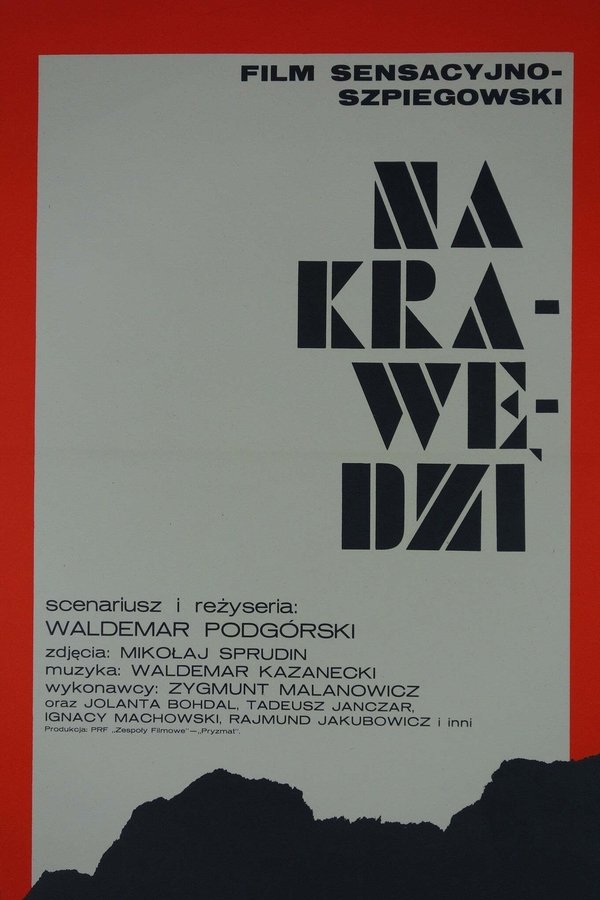 FILM SENSACYJNO-
SZPIEGOWSKI
NA
KRA-
WĘ-
DZI
scenariusz i reżyseria:
WALDEMAR PODGÓRSKI
zdjęcia: MIKOŁAJ SPRUDIN
muzyka: WALDEMAR KAZANECKI
wykonawcy: ZYGMUNT MALANOWICZ
oraz JOLANTA BOHDAL, TADEUSZ JANCZAR,
IGNACY MACHOWSKI, RAJMUND JAKUBOWICZ i inni
Produkcja: PRF „Zespoły Filmowe"—„Pryzmat".